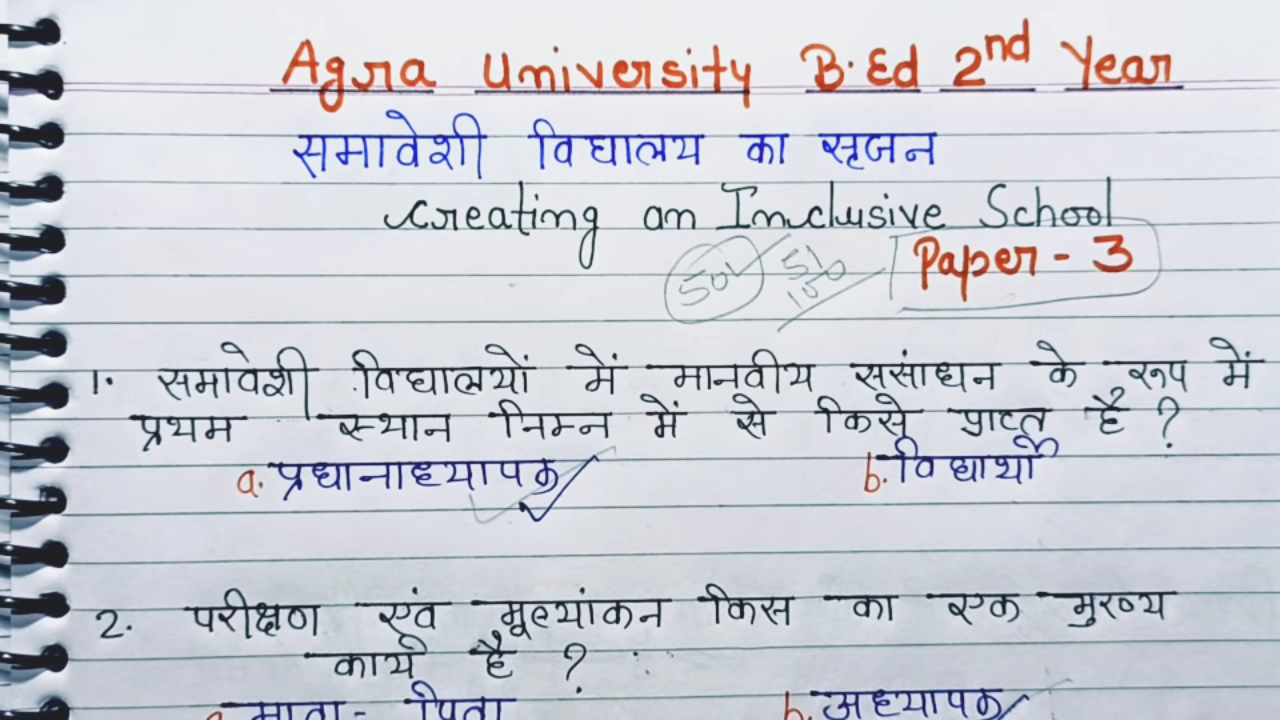 Agra University B.Ed 2nd Year
समावेशी विद्यालय का सृजन
creating an Inclusive School
Paper - 3
1. समावेशी विद्यालयों में मानवीय संसाधन के रूप में
प्रथम स्थान निम्न में से किसे प्राप्त है ?
a. प्रधानाध्यापक b. विद्यार्थी
2. परीक्षण एवं मूल्यांकन किस का एक मुख्य
कार्य है ?
a. माता - पिता b. अध्यापक